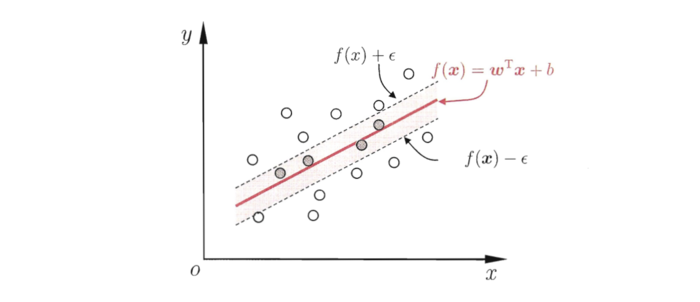 y
f(x) + ϵ
f(x) = wᵀx + b
f(x) − ϵ
O
x